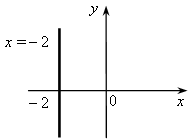 y
x = – 2
– 2
0
x